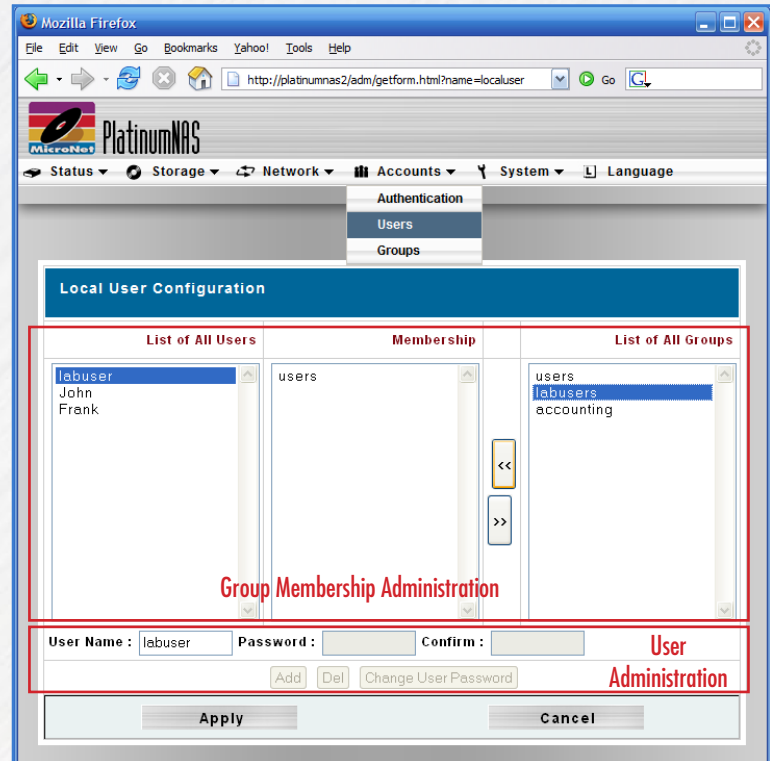 Mozilla Firefox
File Edit View Go Bookmarks Yahoo! Tools Help
http://platinumnas2/adm/getform.html?name=localuser Go G
MicroNet PlatinumNAS
Status Storage Network Accounts System L Language
Authentication
Users
Groups
Local User Configuration
List of All Users Membership List of All Groups
labuser users users
John labusers
Frank accounting
<<
>>
Group Membership Administration
User Name : labuser Password : Confirm : User
Add Del Change User Password Administration
Apply Cancel